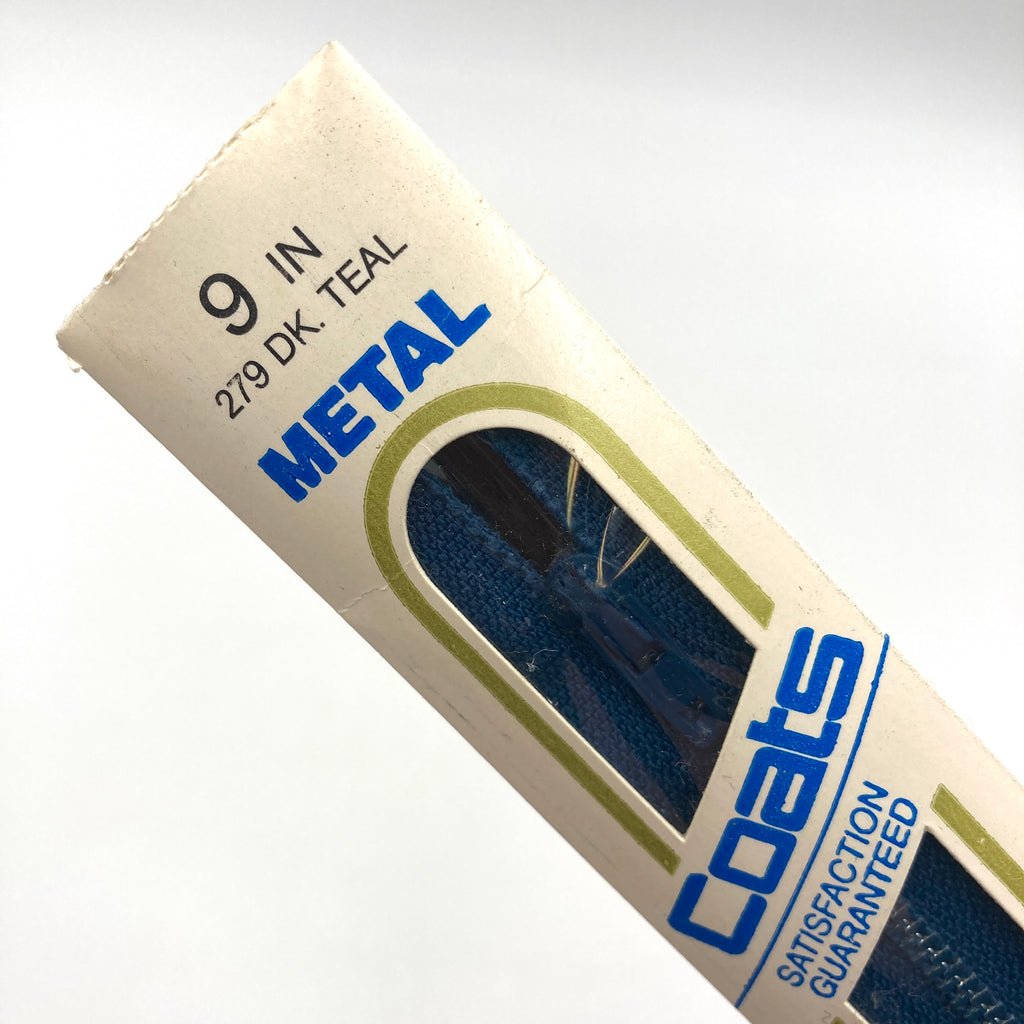 9 IN
279 DK. TEAL
METAL
Coats
SATISFACTION
GUARANTEED